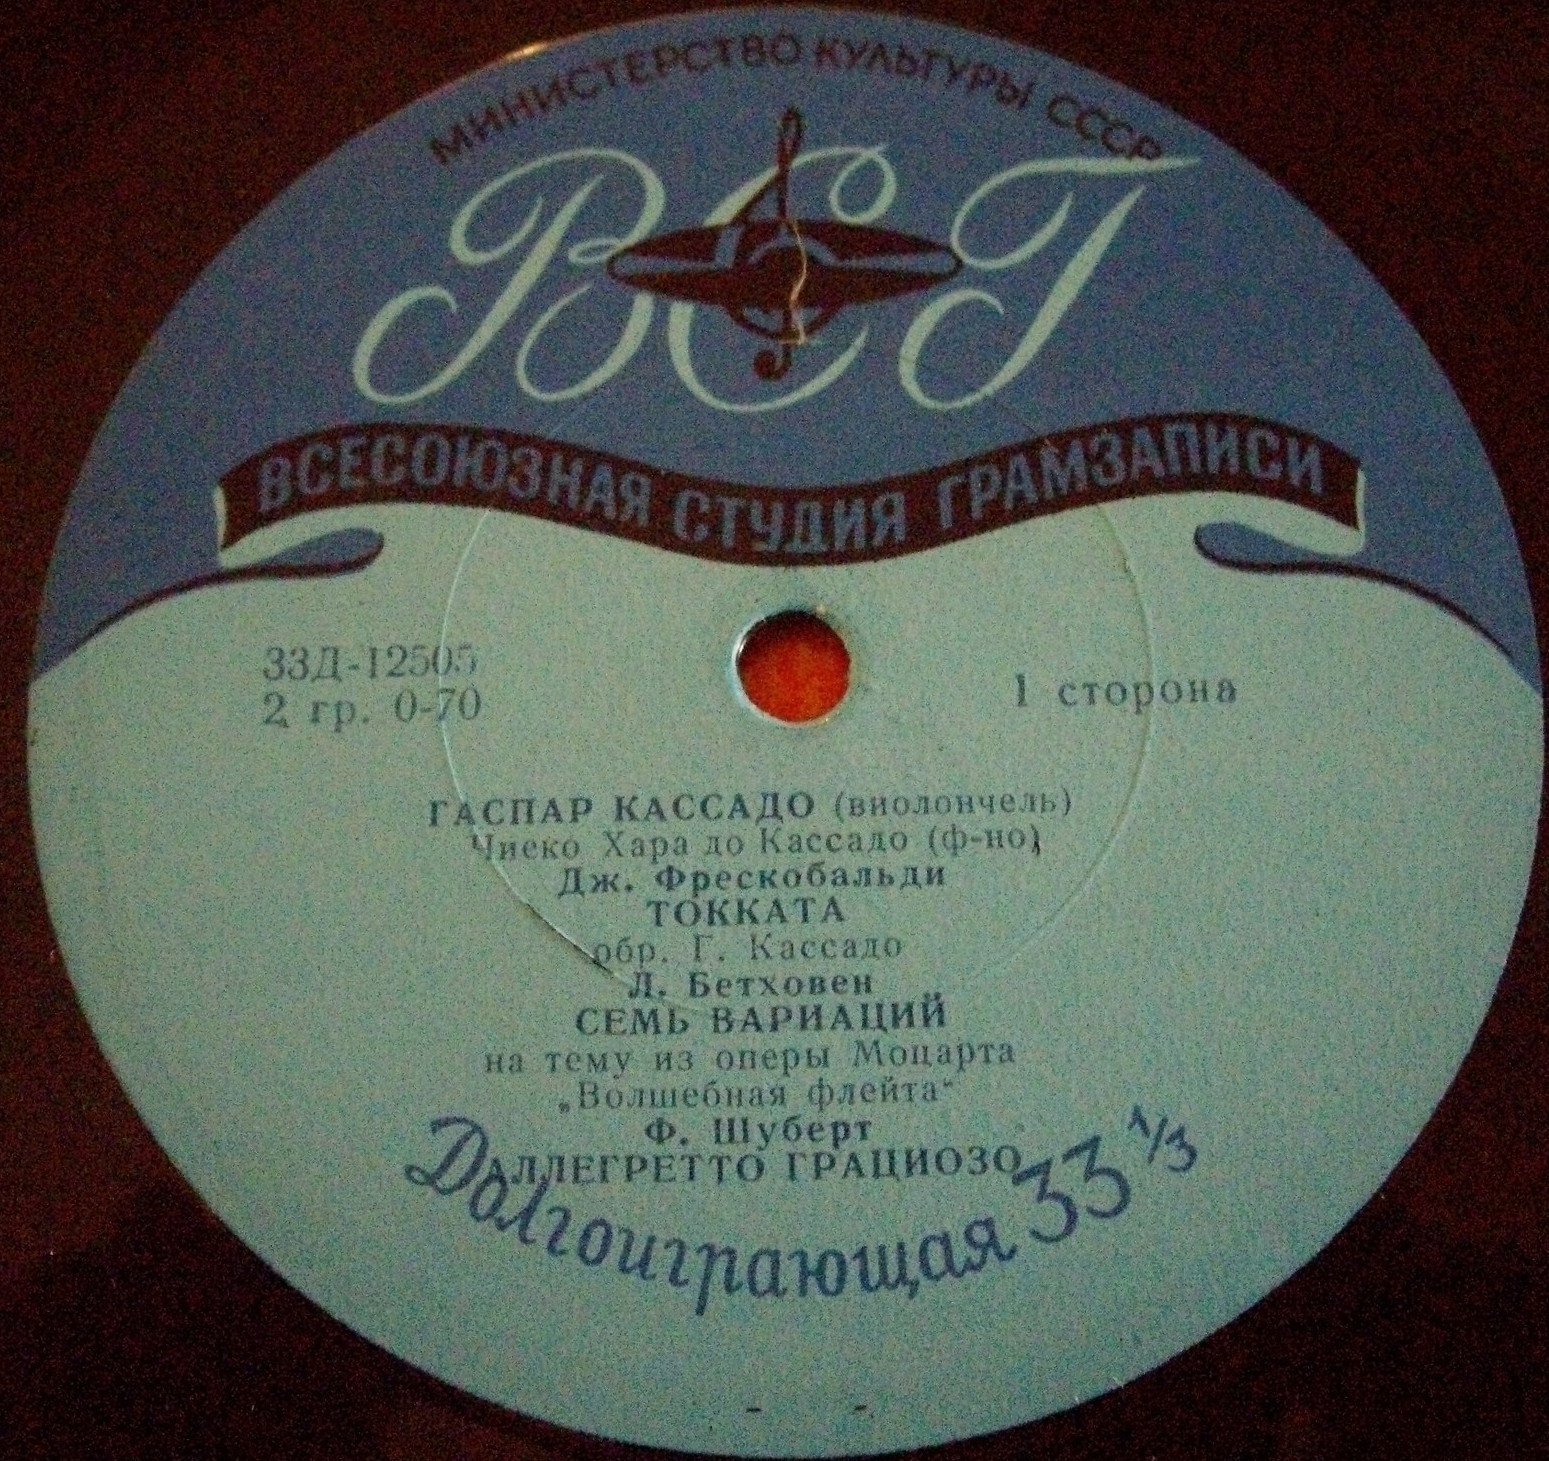 МИНИСТЕРСТВО КУЛЬТУРЫ СССР
ВСГ
ВСЕСОЮЗНАЯ СТУДИЯ ГРАМЗАПИСИ
33Д-12505
2 гр. 0-70
1 сторона
ГАСПАР КАССАДО (виолончель)
Чиеко Хара до Кассадо (ф-но)
Дж. Фрескобальди
ТОККАТА
обр. Г. Кассадо
Л. Бетховен
СЕМЬ ВАРИАЦИЙ
на тему из оперы Моцарта
„Волшебная флейта"
Ф. Шуберт
АЛЛЕГРЕТТО ГРАЦИОЗО
Долгоиграющая 33 1/3